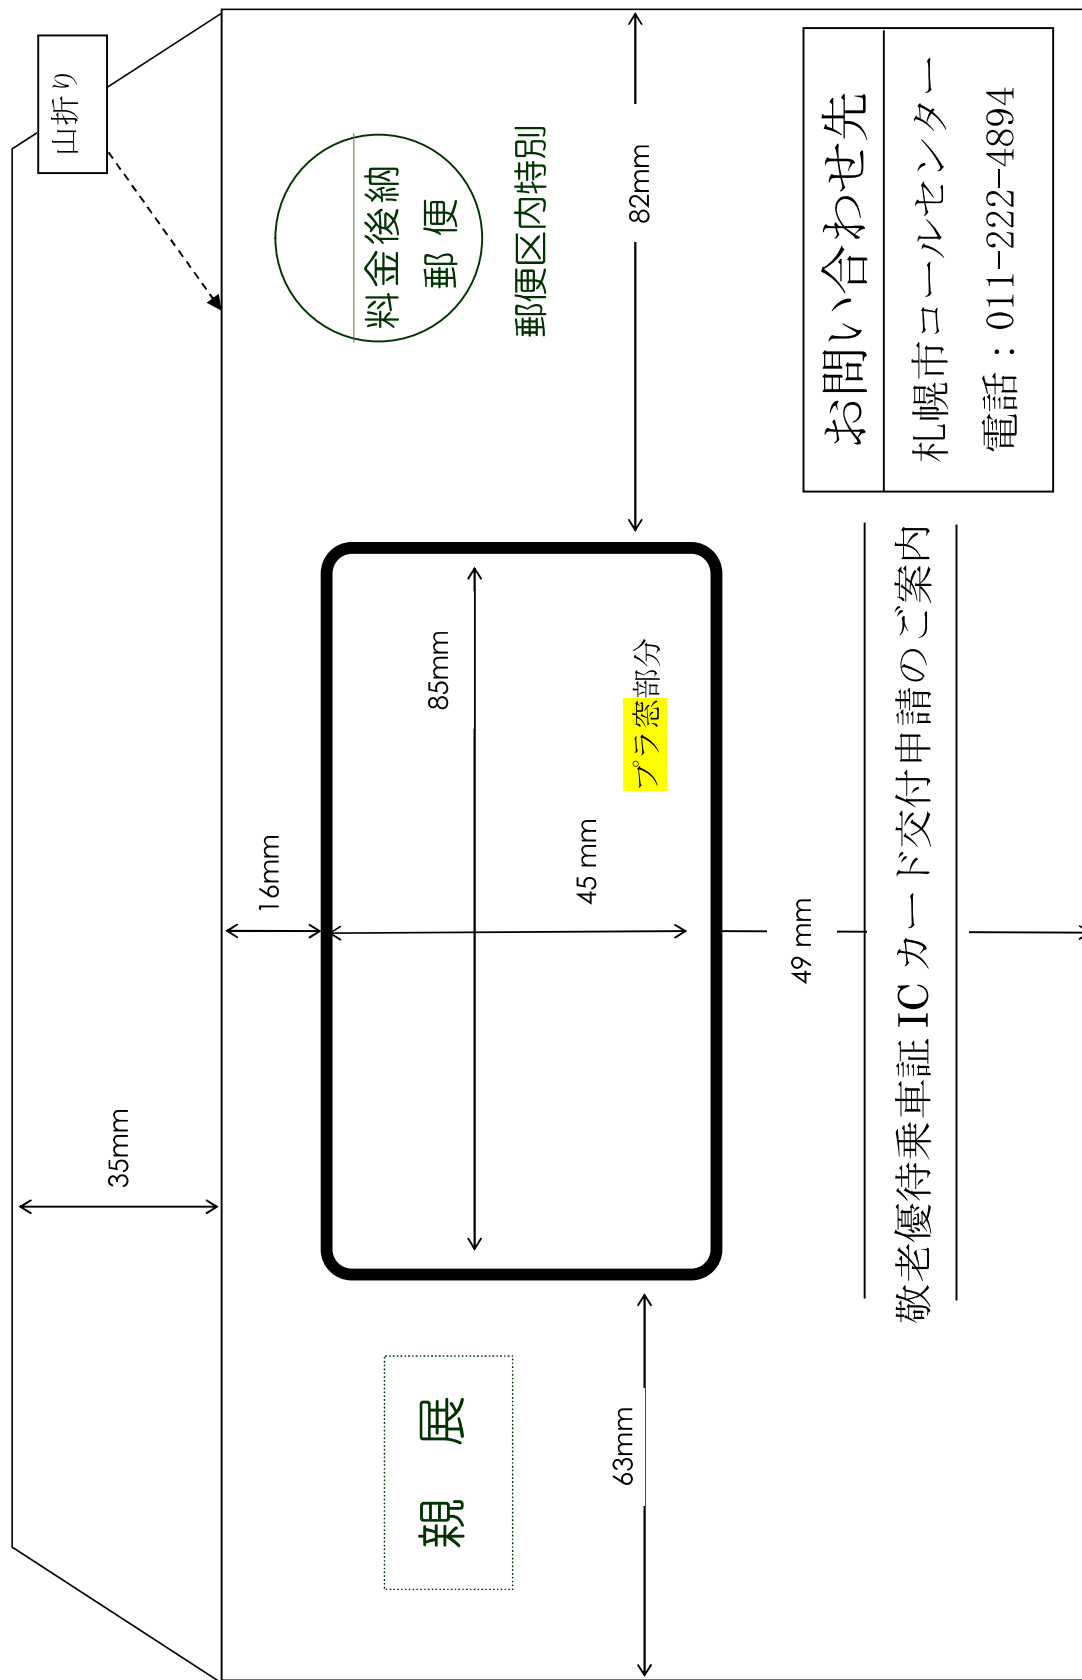 山折り
35mm
16mm
料金後納
郵便
郵便区内特別
親 展
85mm
45 mm
プラ窓部分
82mm
63mm
49 mm
敬老優待乗車証 IC カード交付申請のご案内
お問い合わせ先
札幌市コールセンター
電話：011-222-4894